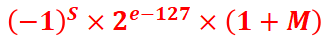 (−1)^S × 2^{e−127} × (1 + M)